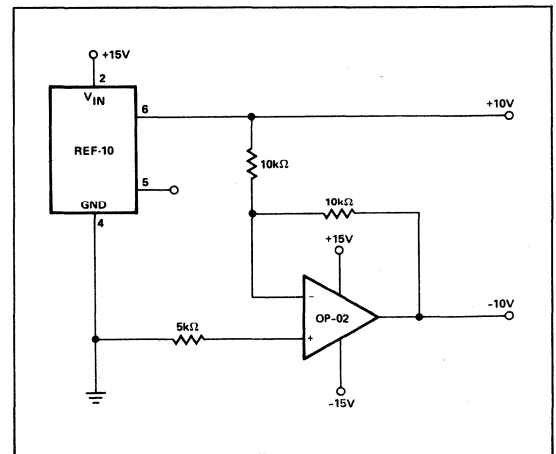 +15V
2
VIN
6
+10V
REF-10
10kΩ
5
10kΩ
GND
4
+15V
-
OP-02
-10V
5kΩ
+
-15V